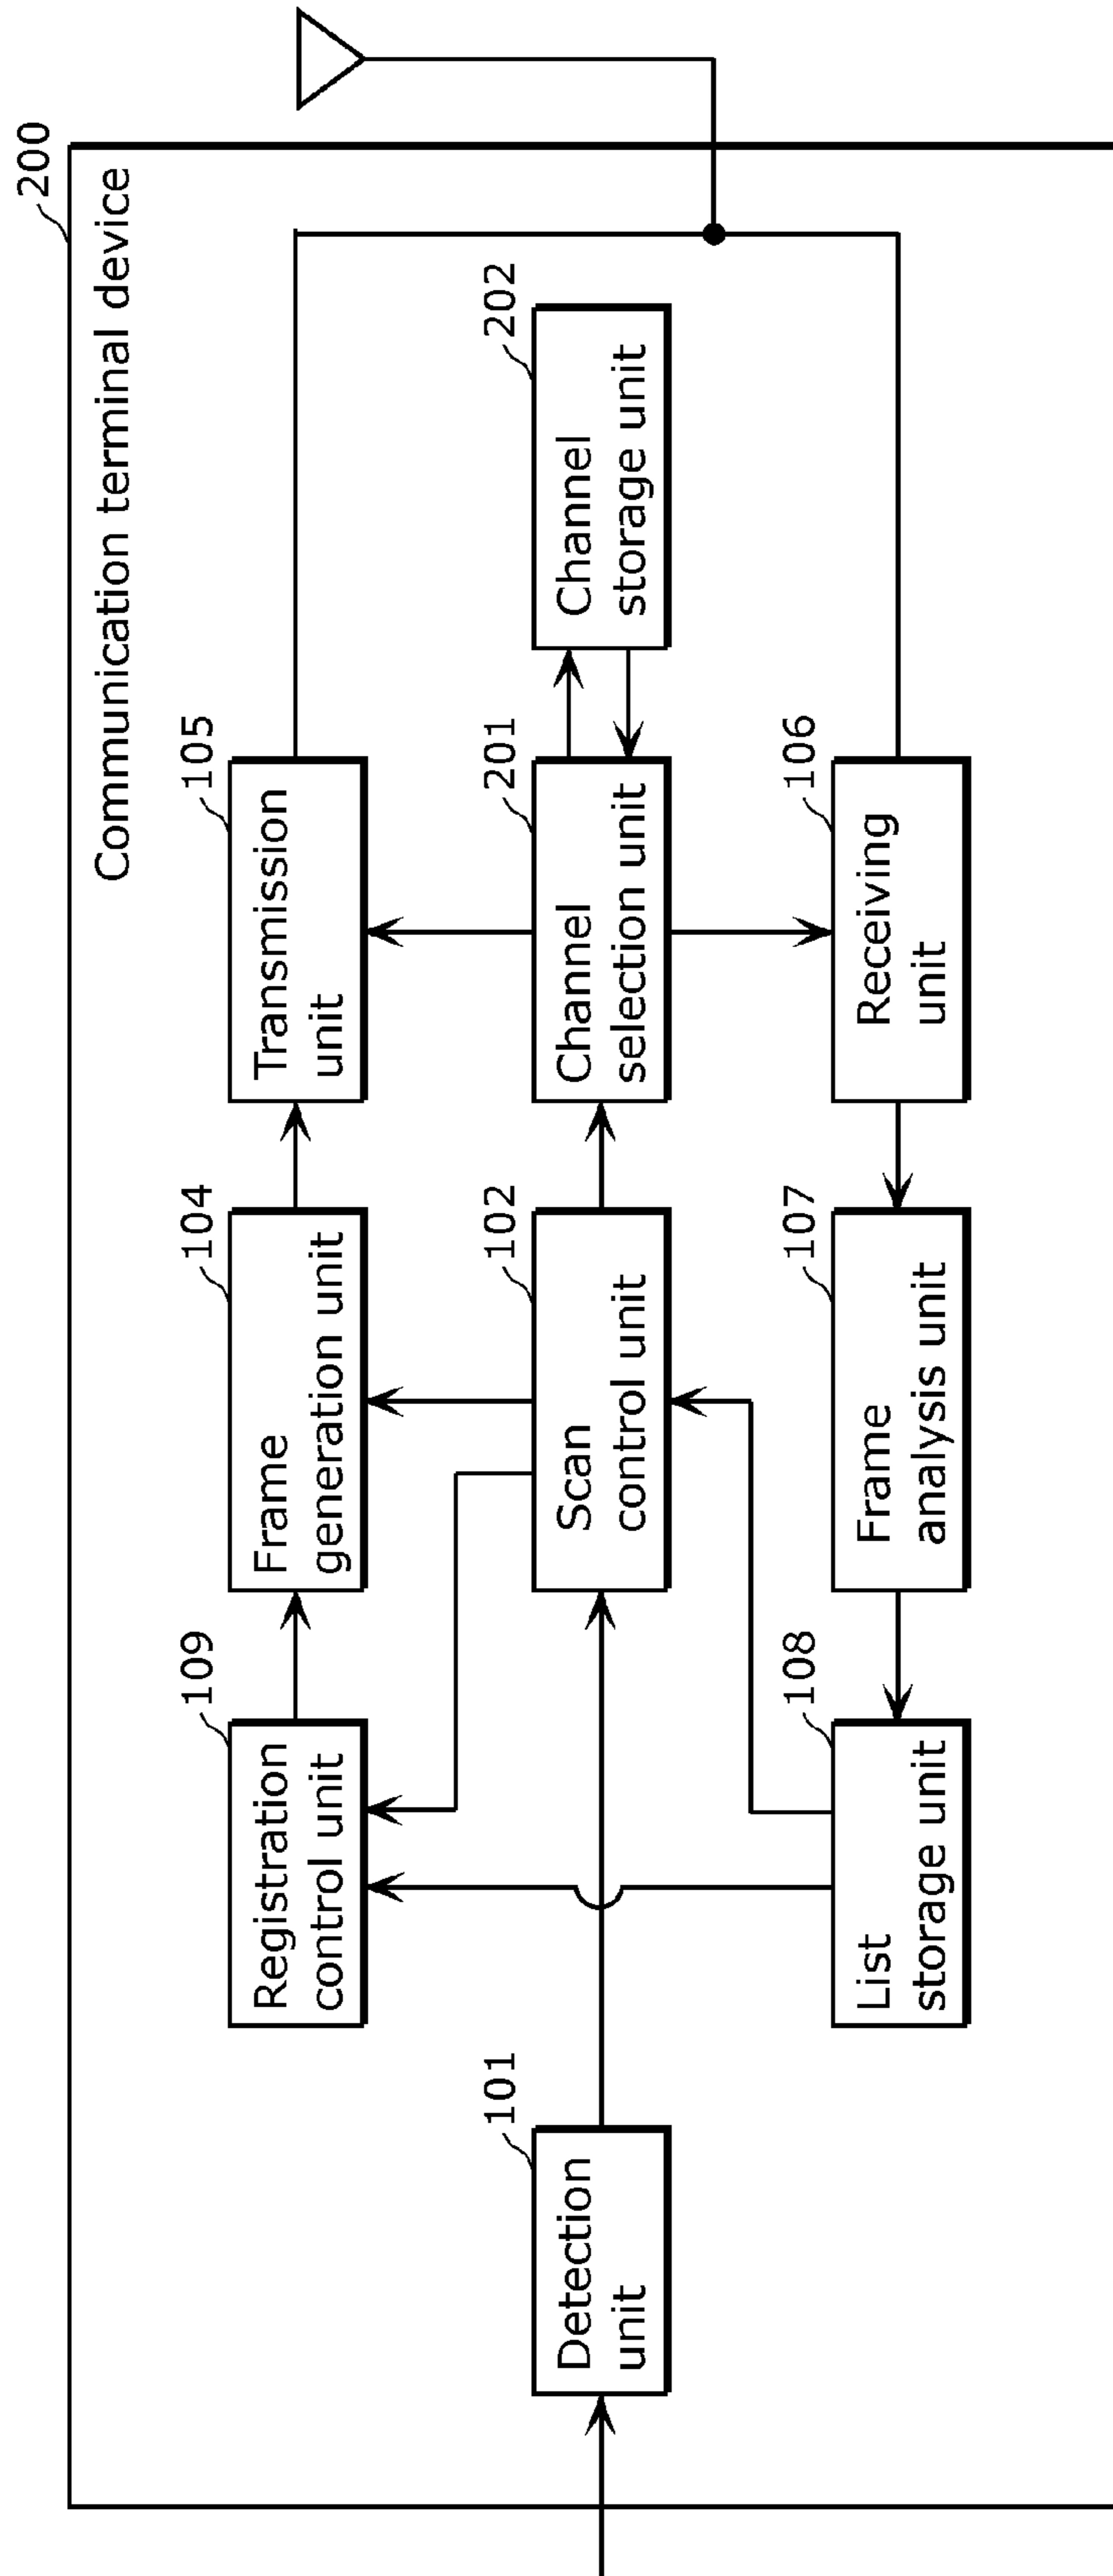 200
Communication terminal device
109
Registration
control unit
104
Frame
generation unit
105
Transmission
unit
101
Detection
unit
102
Scan
control unit
201
Channel
selection unit
202
Channel
storage unit
108
List
storage unit
107
Frame
analysis unit
106
Receiving
unit